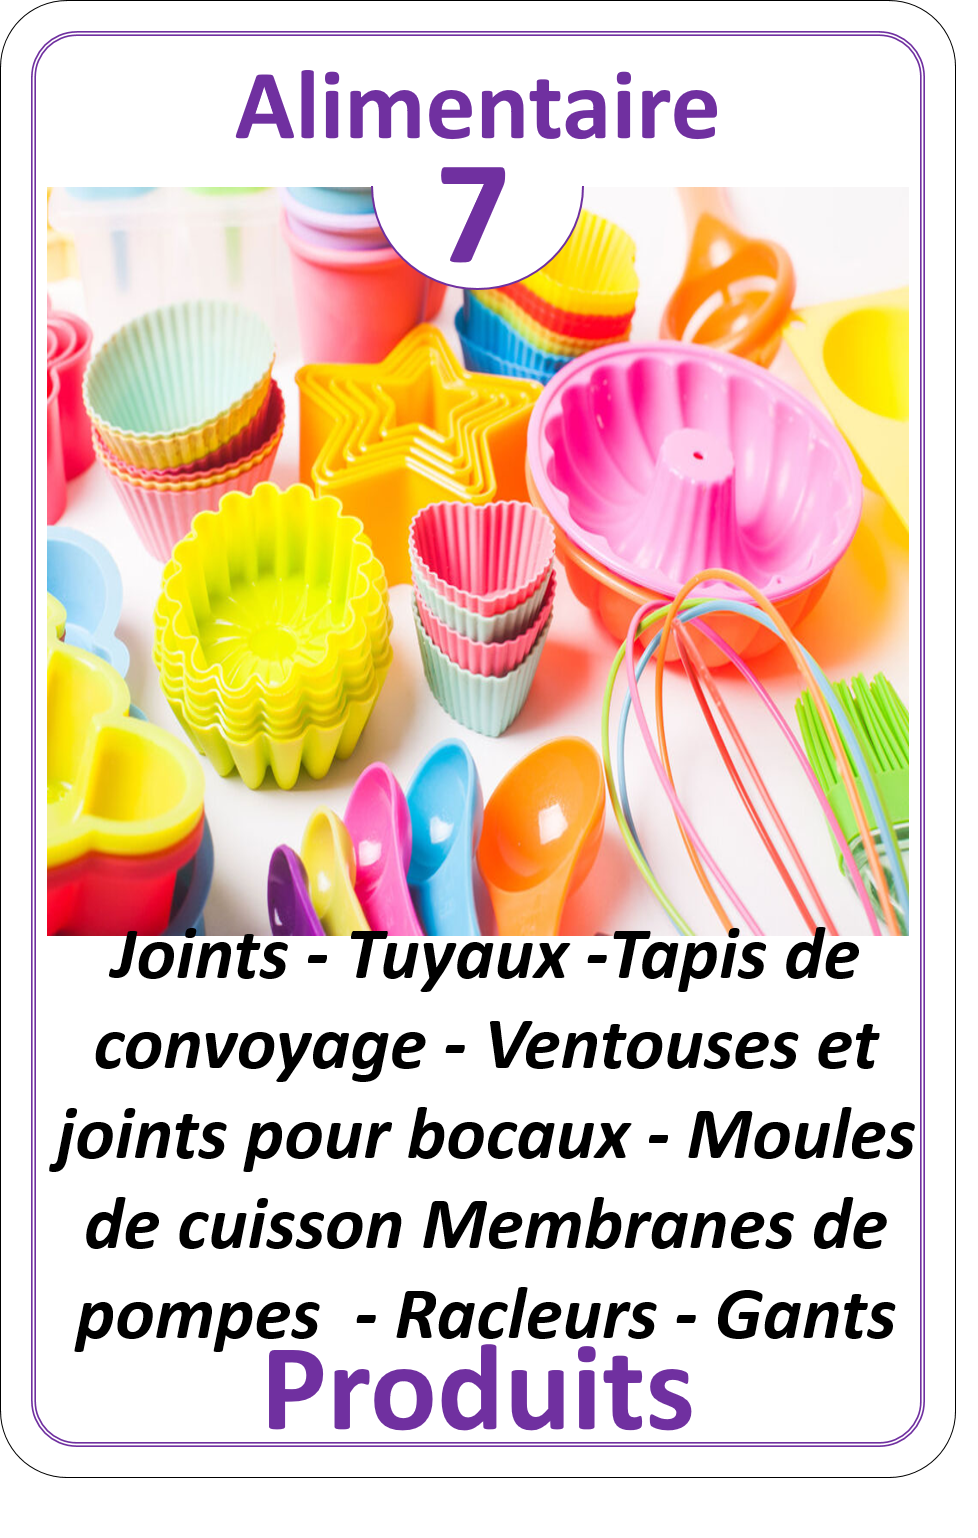 Alimentaire
7
Joints - Tuyaux -Tapis de
convoyage - Ventouses et
joints pour bocaux - Moules
de cuisson Membranes de
pompes  - Racleurs - Gants
Produits